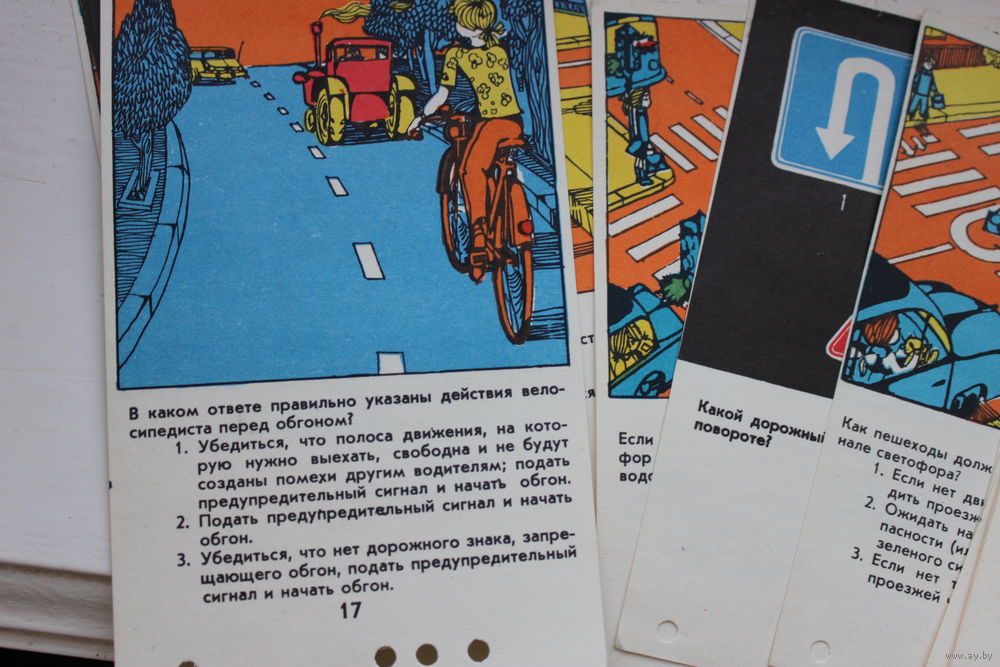 В каком ответе правильно указаны действия вело-
сипедиста перед обгоном?
1. Убедиться, что полоса движения, на кото-
рую нужно выехать, свободна и не будут
созданы помехи другим водителям; подать
предупредительный сигнал и начать обгон.
2. Подать предупредительный сигнал и начать
обгон.
3. Убедиться, что нет дорожного знака, запре-
щающего обгон, подать предупредительный
сигнал и начать обгон.
17
Если
фор
1
Какой дорожный
повороте?
Как пешеходы долж
нале светофора?
1. Если нет дви
дить проезж
2. Ожидать на
пасности (ил
зеленого си
3. Если нет т
проезжей
www.ay.by